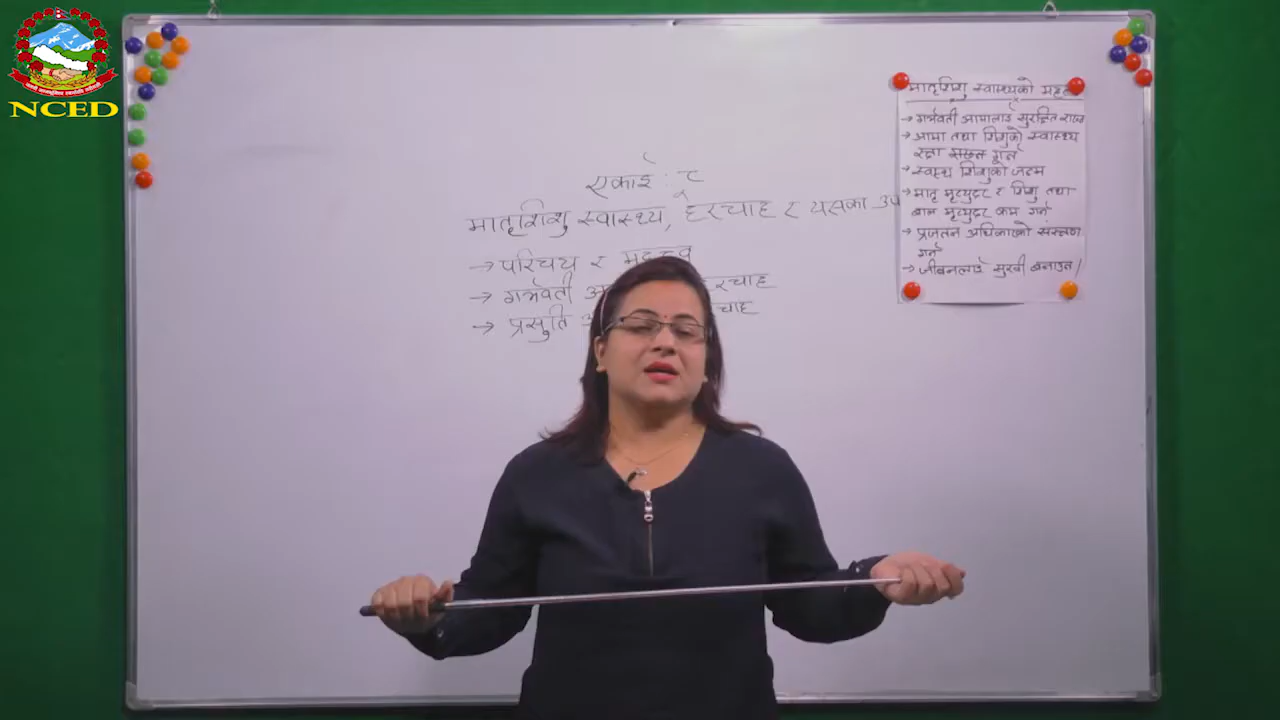 NCED
एकाई : ८
मातृशिशु स्वास्थ्य, हेरचाह र यसका
→ परिचय र महत्त्व
→ गर्भवती
→ प्रसुति
मातृशिशु स्वास्थ्यको
→ गर्भवती आमालाई सुरक्षित राख्न
→ आमा तथा शिशुको स्वास्थ्य
रक्षा गर्न
→ स्वस्थ शिशुको जन्म
→ मातृ मृत्युदर र शिशु तथा
बाल मृत्युदर कम गर्न
→ प्रजनन अधिकारको संरक्षण
गर्न
→ जीवनलाई सुखी बनाउन।